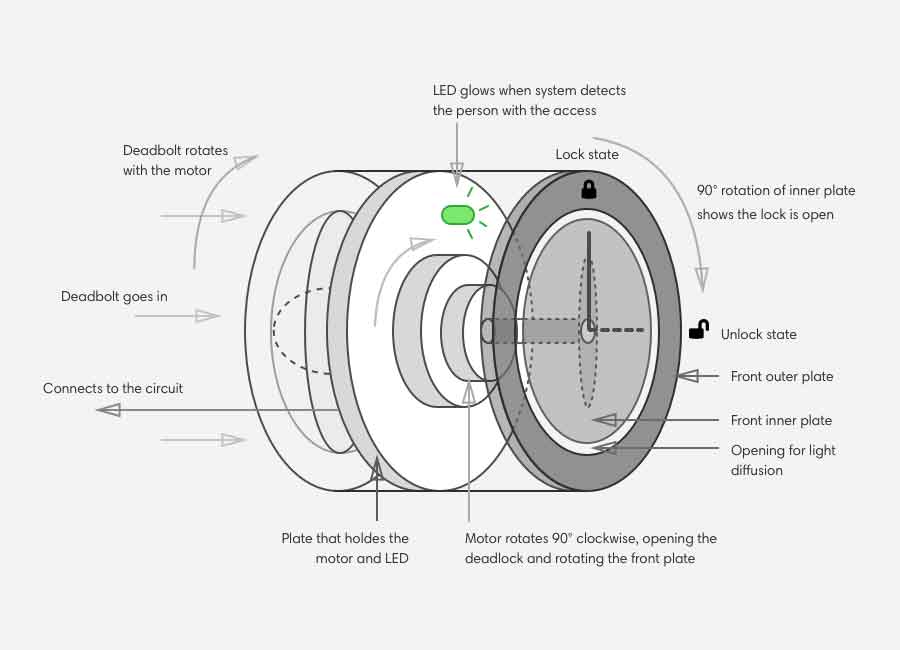 LED glows when system detects
the person with the access
Deadbolt rotates
with the motor
Lock state
90° rotation of inner plate
shows the lock is open
Deadbolt goes in
Unlock state
Connects to the circuit
Front outer plate
Front inner plate
Opening for light
diffusion
Plate that holdes the
motor and LED
Motor rotates 90° clockwise, opening the
deadlock and rotating the front plate